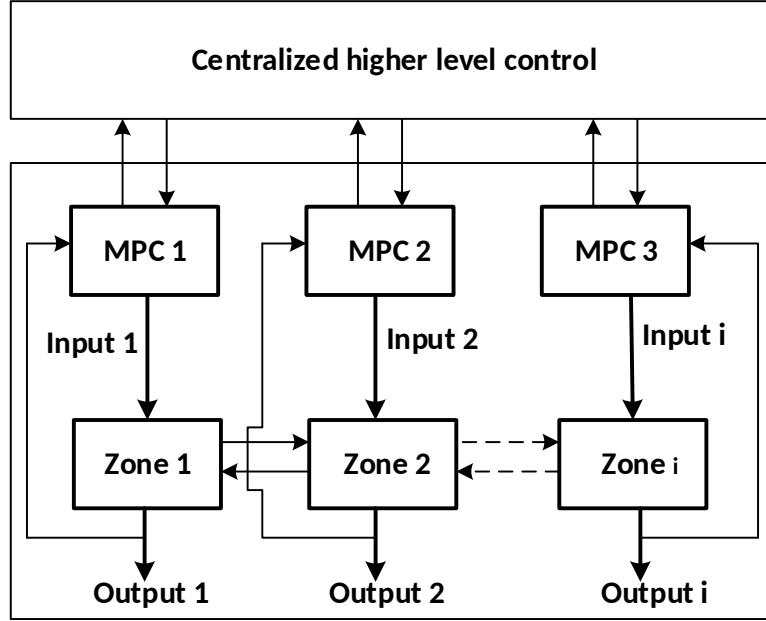 Centralized higher level control
MPC 1
MPC 2
MPC 3
Input 1
Input 2
Input i
Zone 1
Zone 2
Zone i
Output 1
Output 2
Output i